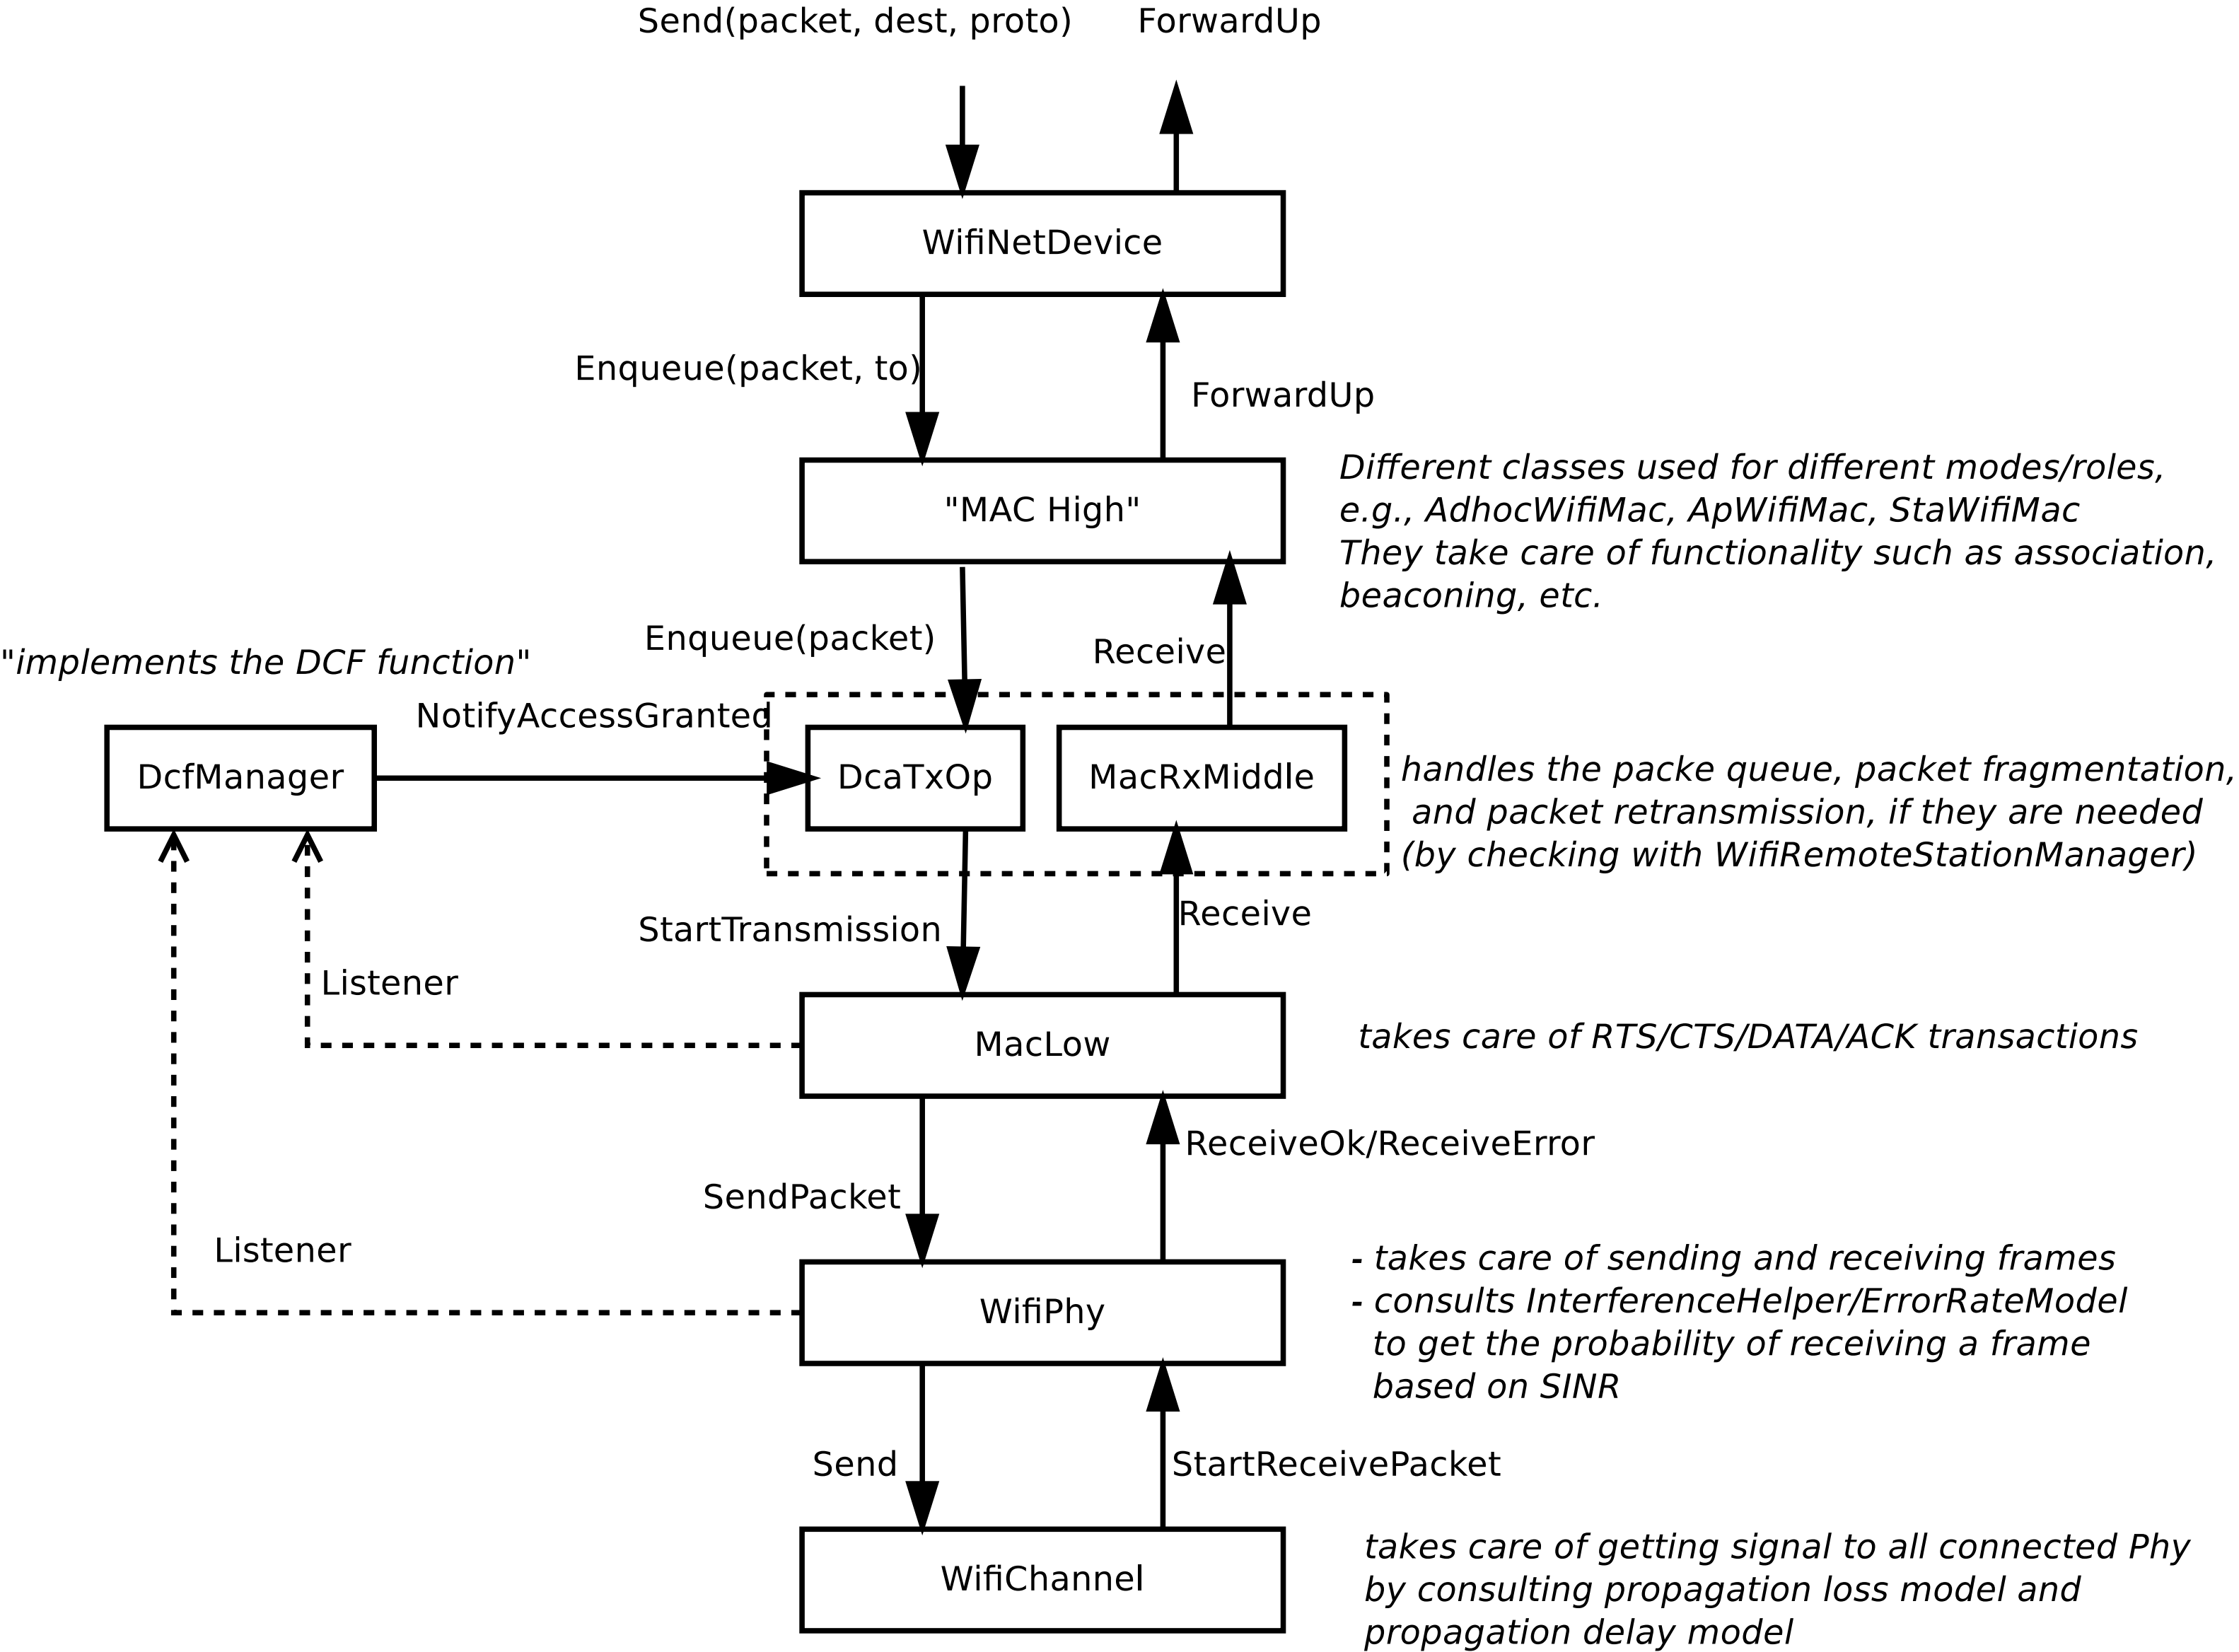 Send(packet, dest, proto)
ForwardUp
WifiNetDevice
Enqueue(packet, to)
ForwardUp
"MAC High"
Different classes used for different modes/roles,
e.g., AdhocWifiMac, ApWifiMac, StaWifiMac
They take care of functionality such as association,
beaconing, etc.
Enqueue(packet)
Receive
"implements the DCF function"
NotifyAccessGranted
DcfManager
DcaTxOp
MacRxMiddle
handles the packe queue, packet fragmentation,
and packet retransmission, if they are needed
(by checking with WifiRemoteStationManager)
StartTransmission
Receive
Listener
MacLow
takes care of RTS/CTS/DATA/ACK transactions
ReceiveOk/ReceiveError
SendPacket
Listener
WifiPhy
- takes care of sending and receiving frames
- consults InterferenceHelper/ErrorRateModel
to get the probability of receiving a frame
based on SINR
Send
StartReceivePacket
WifiChannel
takes care of getting signal to all connected Phy
by consulting propagation loss model and
propagation delay model